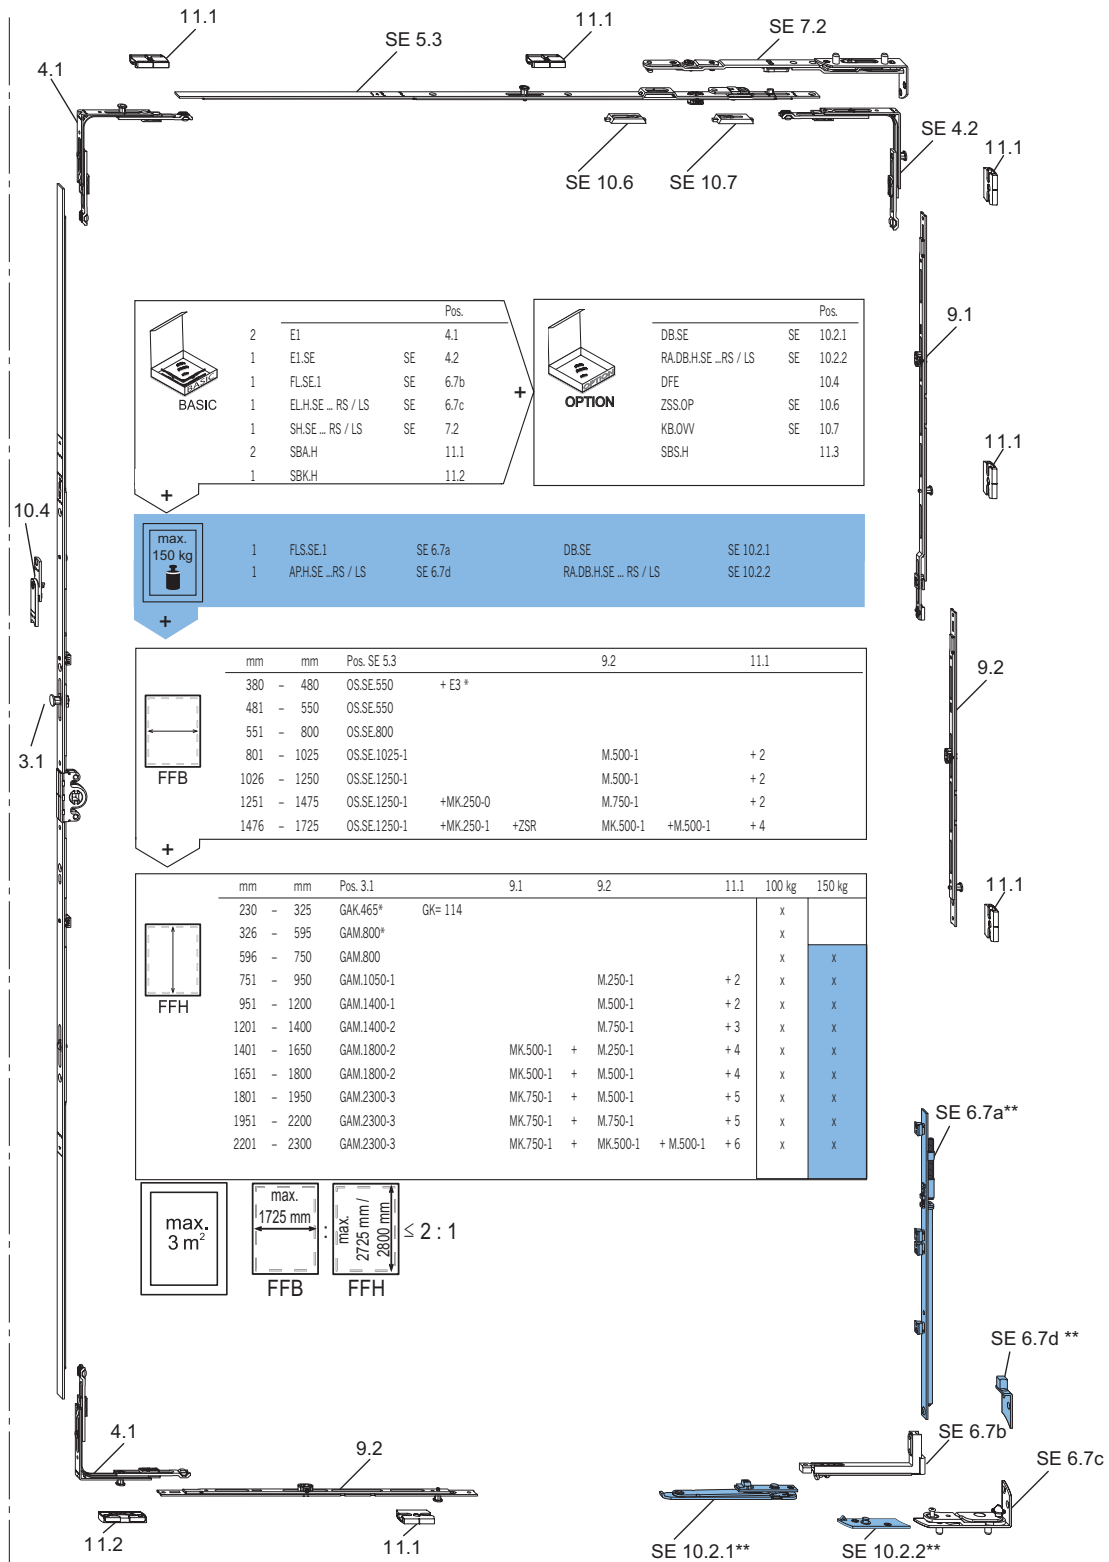 11.1
11.1
SE 7.2
SE 5.3
4.1
SE 4.2
11.1
SE 10.6
SE 10.7
9.1
Pos.
2 E1 4.1
1 E1.SE SE 4.2
1 FL.SE.1 SE 6.7b
1 EL.H.SE ... RS / LS SE 6.7c
1 SH.SE ... RS / LS SE 7.2
2 SBA.H 11.1
1 SBK.H 11.2
BASIC
BASIC
+
+
Pos.
DB.SE SE 10.2.1
RA.DB.H.SE ...RS / LS SE 10.2.2
DFE 10.4
ZSS.OP SE 10.6
KB.OVV SE 10.7
SBS.H 11.3
OPTION
OPTION
11.1
10.4
max.
150 kg
1 FLS.SE.1 SE 6.7a DB.SE SE 10.2.1
1 AP.H.SE ...RS / LS SE 6.7d RA.DB.H.SE ... RS / LS SE 10.2.2
+
9.2
3.1
mm mm Pos. SE 5.3 9.2 11.1
380 – 480 OS.SE.550 + E3 *
481 – 550 OS.SE.550
551 – 800 OS.SE.800
801 – 1025 OS.SE.1025-1 M.500-1 + 2
1026 – 1250 OS.SE.1250-1 M.500-1 + 2
1251 – 1475 OS.SE.1250-1 +MK.250-0 M.750-1 + 2
1476 – 1725 OS.SE.1250-1 +MK.250-1 +ZSR MK.500-1 +M.500-1 + 4
FFB
+
11.1
mm mm Pos. 3.1 9.1 9.2 11.1 100 kg 150 kg
230 – 325 GAK.465* GK= 114 x
326 – 595 GAM.800* x
596 – 750 GAM.800 x x
751 – 950 GAM.1050-1 M.250-1 + 2 x x
951 – 1200 GAM.1400-1 M.500-1 + 2 x x
1201 – 1400 GAM.1400-2 M.750-1 + 3 x x
1401 – 1650 GAM.1800-2 MK.500-1 + M.250-1 + 4 x x
1651 – 1800 GAM.1800-2 MK.500-1 + M.500-1 + 4 x x
1801 – 1950 GAM.2300-3 MK.750-1 + M.500-1 + 5 x x
1951 – 2200 GAM.2300-3 MK.750-1 + M.750-1 + 5 x x
2201 – 2300 GAM.2300-3 MK.750-1 + MK.500-1 + M.500-1 + 6 x x
FFH
SE 6.7a**
max.
3 m²
max.
1725 mm
FFB
:
max.
2725 mm /
2800 mm
FFH
≤ 2 : 1
SE 6.7d **
SE 6.7b
SE 6.7c
4.1
9.2
11.2
11.1
SE 10.2.1**
SE 10.2.2**